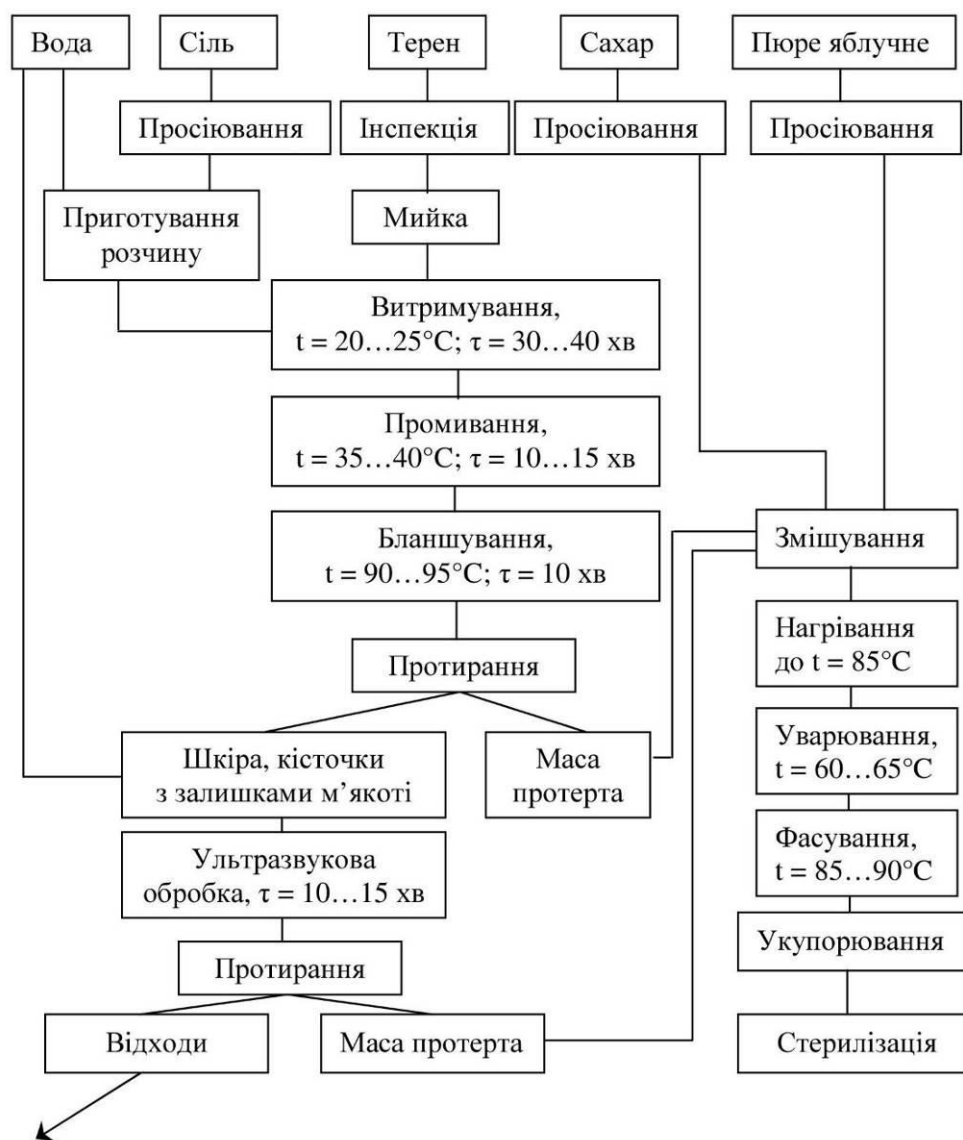 Вода
Сіль
Терен
Сахар
Пюре яблучне
Просіювання
Інспекція
Просіювання
Просіювання
Приготування
розчину
Мийка
Витримування,
t = 20…25°C; τ = 30…40 хв
Промивання,
t = 35…40°C; τ = 10…15 хв
Бланшування,
t = 90…95°C; τ = 10 хв
Змішування
Нагрівання
до t = 85°C
Протирання
Шкіра, кісточки
з залишками м’якоті
Маса
протерта
Уварювання,
t = 60…65°C
Ультразвукова
обробка, τ = 10…15 хв
Фасування,
t = 85…90°C
Протирання
Укупорювання
Відходи
Маса протерта
Стерилізація